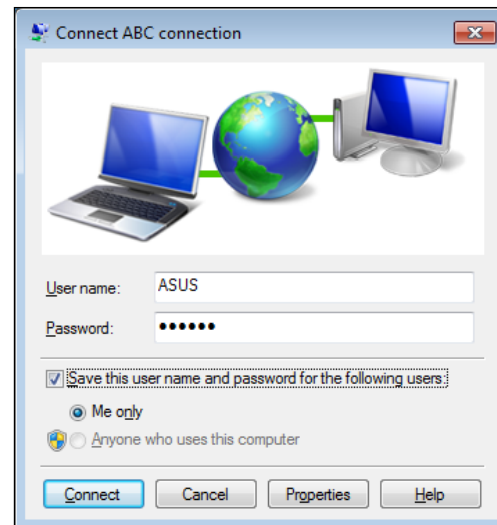 Connect ABC connection
User name: ASUS
Password: ••••••
Save this user name and password for the following users:
Me only
Anyone who uses this computer
Connect Cancel Properties Help